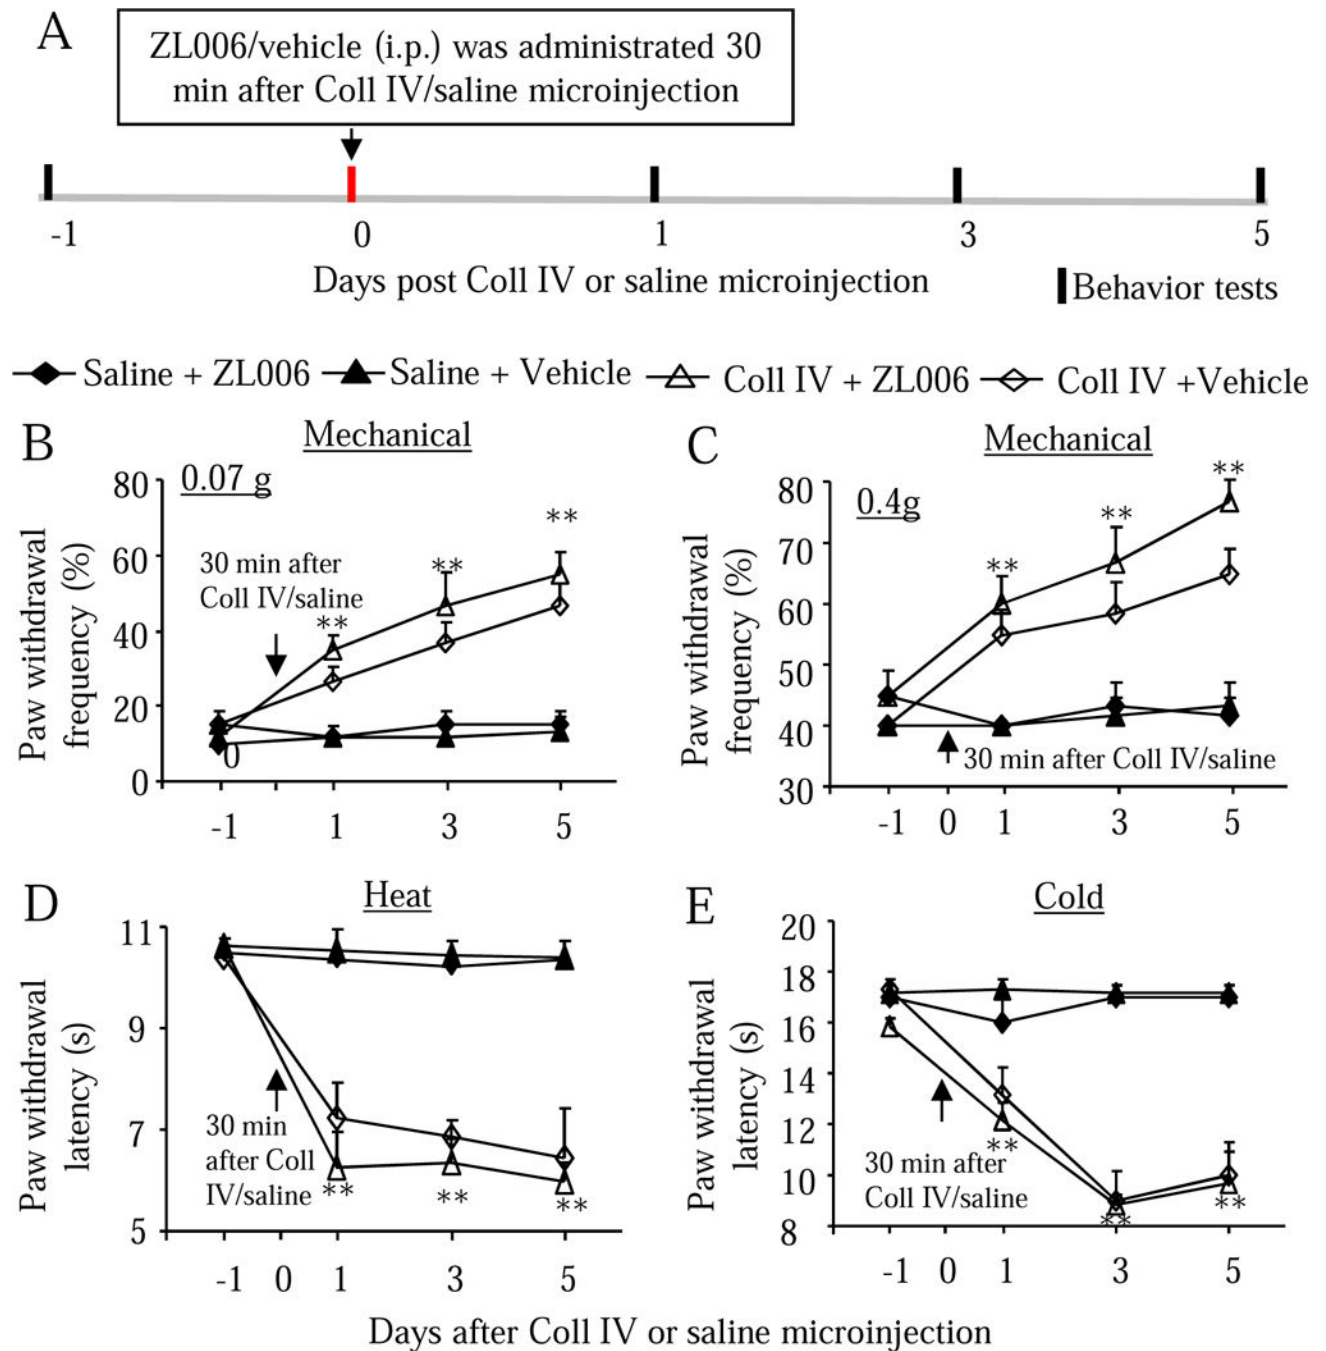 A
ZL006/vehicle (i.p.) was administrated 30
min after Coll IV/saline microinjection
-1 0 1 3 5
Days post Coll IV or saline microinjection
Behavior tests
Saline + ZL006 Saline + Vehicle Coll IV + ZL006 Coll IV +Vehicle
B
Mechanical
0.07 g
Paw withdrawal
frequency (%)
80
60
40
20
0
30 min after
Coll IV/saline
**
**
**
0
-1 1 3 5
C
Mechanical
0.4g
Paw withdrawal
frequency (%)
80
70
60
50
40
30
**
**
**
30 min after Coll IV/saline
-1 0 1 3 5
D
Heat
Paw withdrawal
latency (s)
11
9
7
5
30 min
after Coll
IV/saline
**
**
**
-1 0 1 3 5
E
Cold
Paw withdrawal
latency (s)
20
18
16
14
12
10
8
30 min after
Coll IV/saline
**
**
**
-1 0 1 3 5
Days after Coll IV or saline microinjection